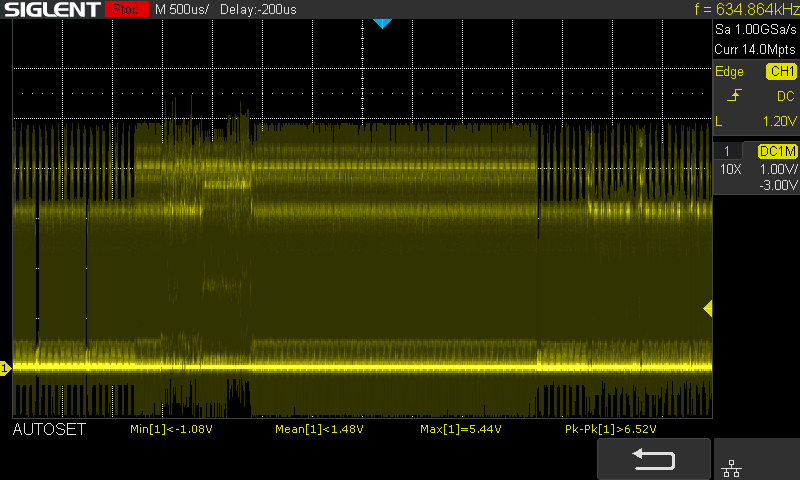 SIGLENT Stop M 500us/ Delay:-200us f = 634.864kHz
Sa 1.00GSa/s
Curr 14.0Mpts
Edge CH1
DC
L 1.20V
1 DC1M
10X 1.00V/
-3.00V
1
AUTOSET Min[1]<-1.08V Mean[1]<1.48V Max[1]=5.44V Pk-Pk[1]>6.52V